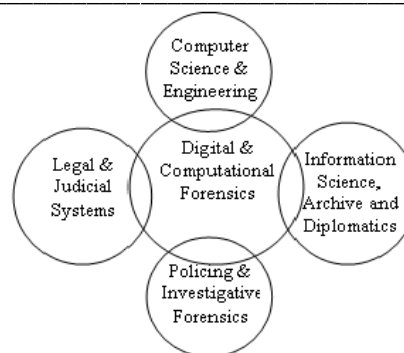 Computer
Science &
Engineering
Digital &
Computational
Forensics
Legal &
Judicial
Systems
Information
Science,
Archive and
Diplomatics
Policing &
Investigative
Forensics